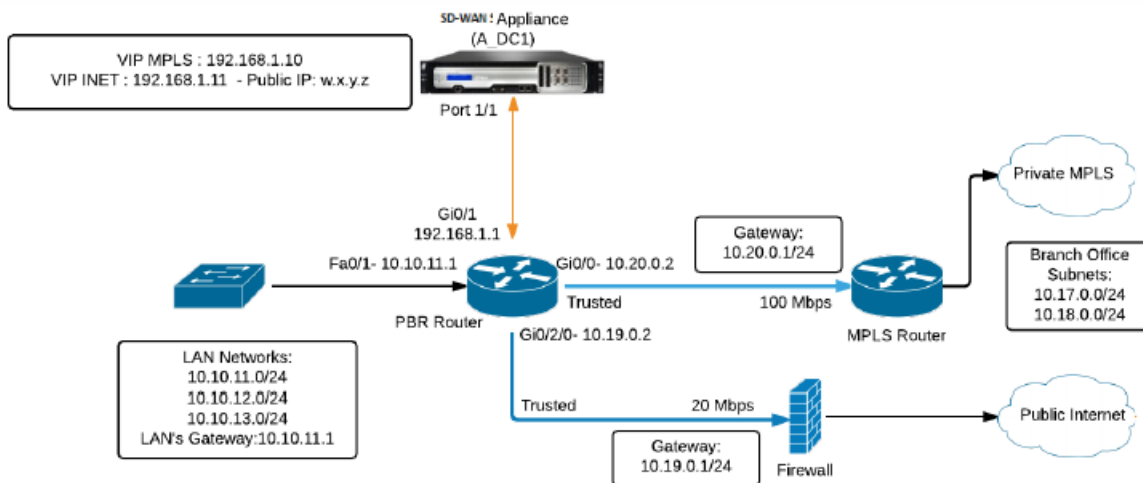 SD-WAN Appliance
(A_DC1)
VIP MPLS : 192.168.1.10
VIP INET : 192.168.1.11 - Public IP: w.x.y.z
Port 1/1
Private MPLS
Gi0/1
192.168.1.1
Gateway:
10.20.0.1/24
Fa0/1- 10.10.11.1
Gi0/0- 10.20.0.2
Branch Office
Subnets:
10.17.0.0/24
10.18.0.0/24
Trusted
100 Mbps
PBR Router
MPLS Router
Gi0/2/0- 10.19.0.2
LAN Networks:
10.10.11.0/24
10.10.12.0/24
10.10.13.0/24
LAN's Gateway:10.10.11.1
Trusted
20 Mbps
Public Internet
Gateway:
10.19.0.1/24
Firewall